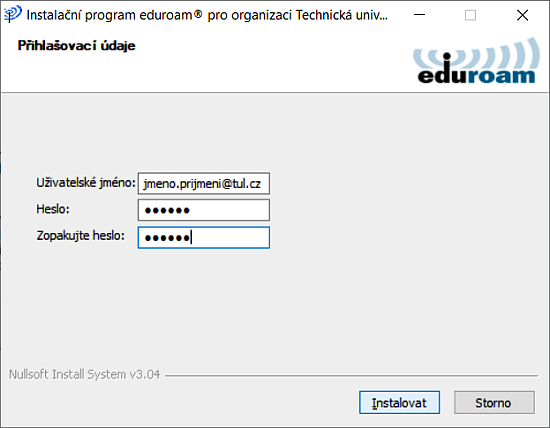 Instalační program eduroam® pro organizaci Technická univ...
Přihlašovací údaje
eduroam
Uživatelské jméno: jmeno.prijmeni@tul.cz
Heslo: ●●●●●●
Zopakujte heslo: ●●●●●●
Nullsoft Install System v3.04
Instalovat Storno